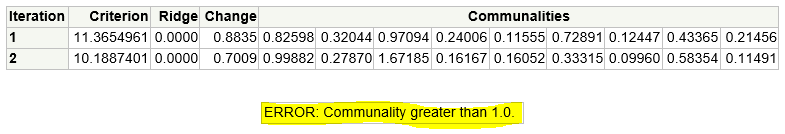 Iteration Criterion Ridge Change Communalities
1 11.3654961 0.0000 0.8835 0.82598 0.32044 0.97094 0.24006 0.11555 0.72891 0.12447 0.43365 0.21456
2 10.1887401 0.0000 0.7009 0.99882 0.27870 1.67185 0.16167 0.16052 0.33315 0.09960 0.58354 0.11491
ERROR: Communality greater than 1.0.